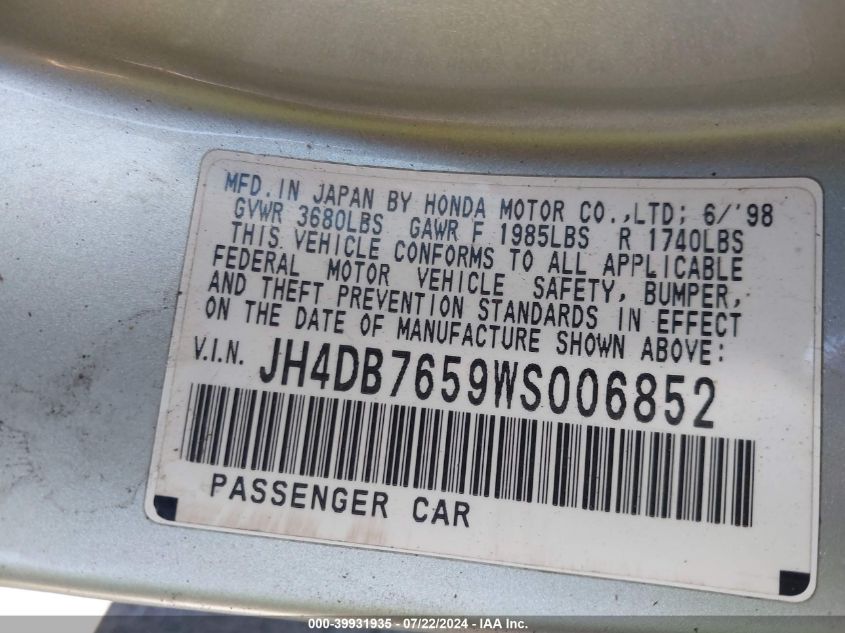 MFD. IN JAPAN BY HONDA MOTOR CO.,LTD; 6/'98
GVWR 3680LBS GAWR F 1985LBS R 1740LBS
THIS VEHICLE CONFORMS TO ALL APPLICABLE
FEDERAL MOTOR VEHICLE SAFETY, BUMPER,
AND THEFT PREVENTION STANDARDS IN EFFECT
ON THE DATE OF MANUFACTURE SHOWN ABOVE:
V.I.N. JH4DB7659WS006852
PASSENGER CAR
000-39931935 - 07/22/2024 - IAA Inc.